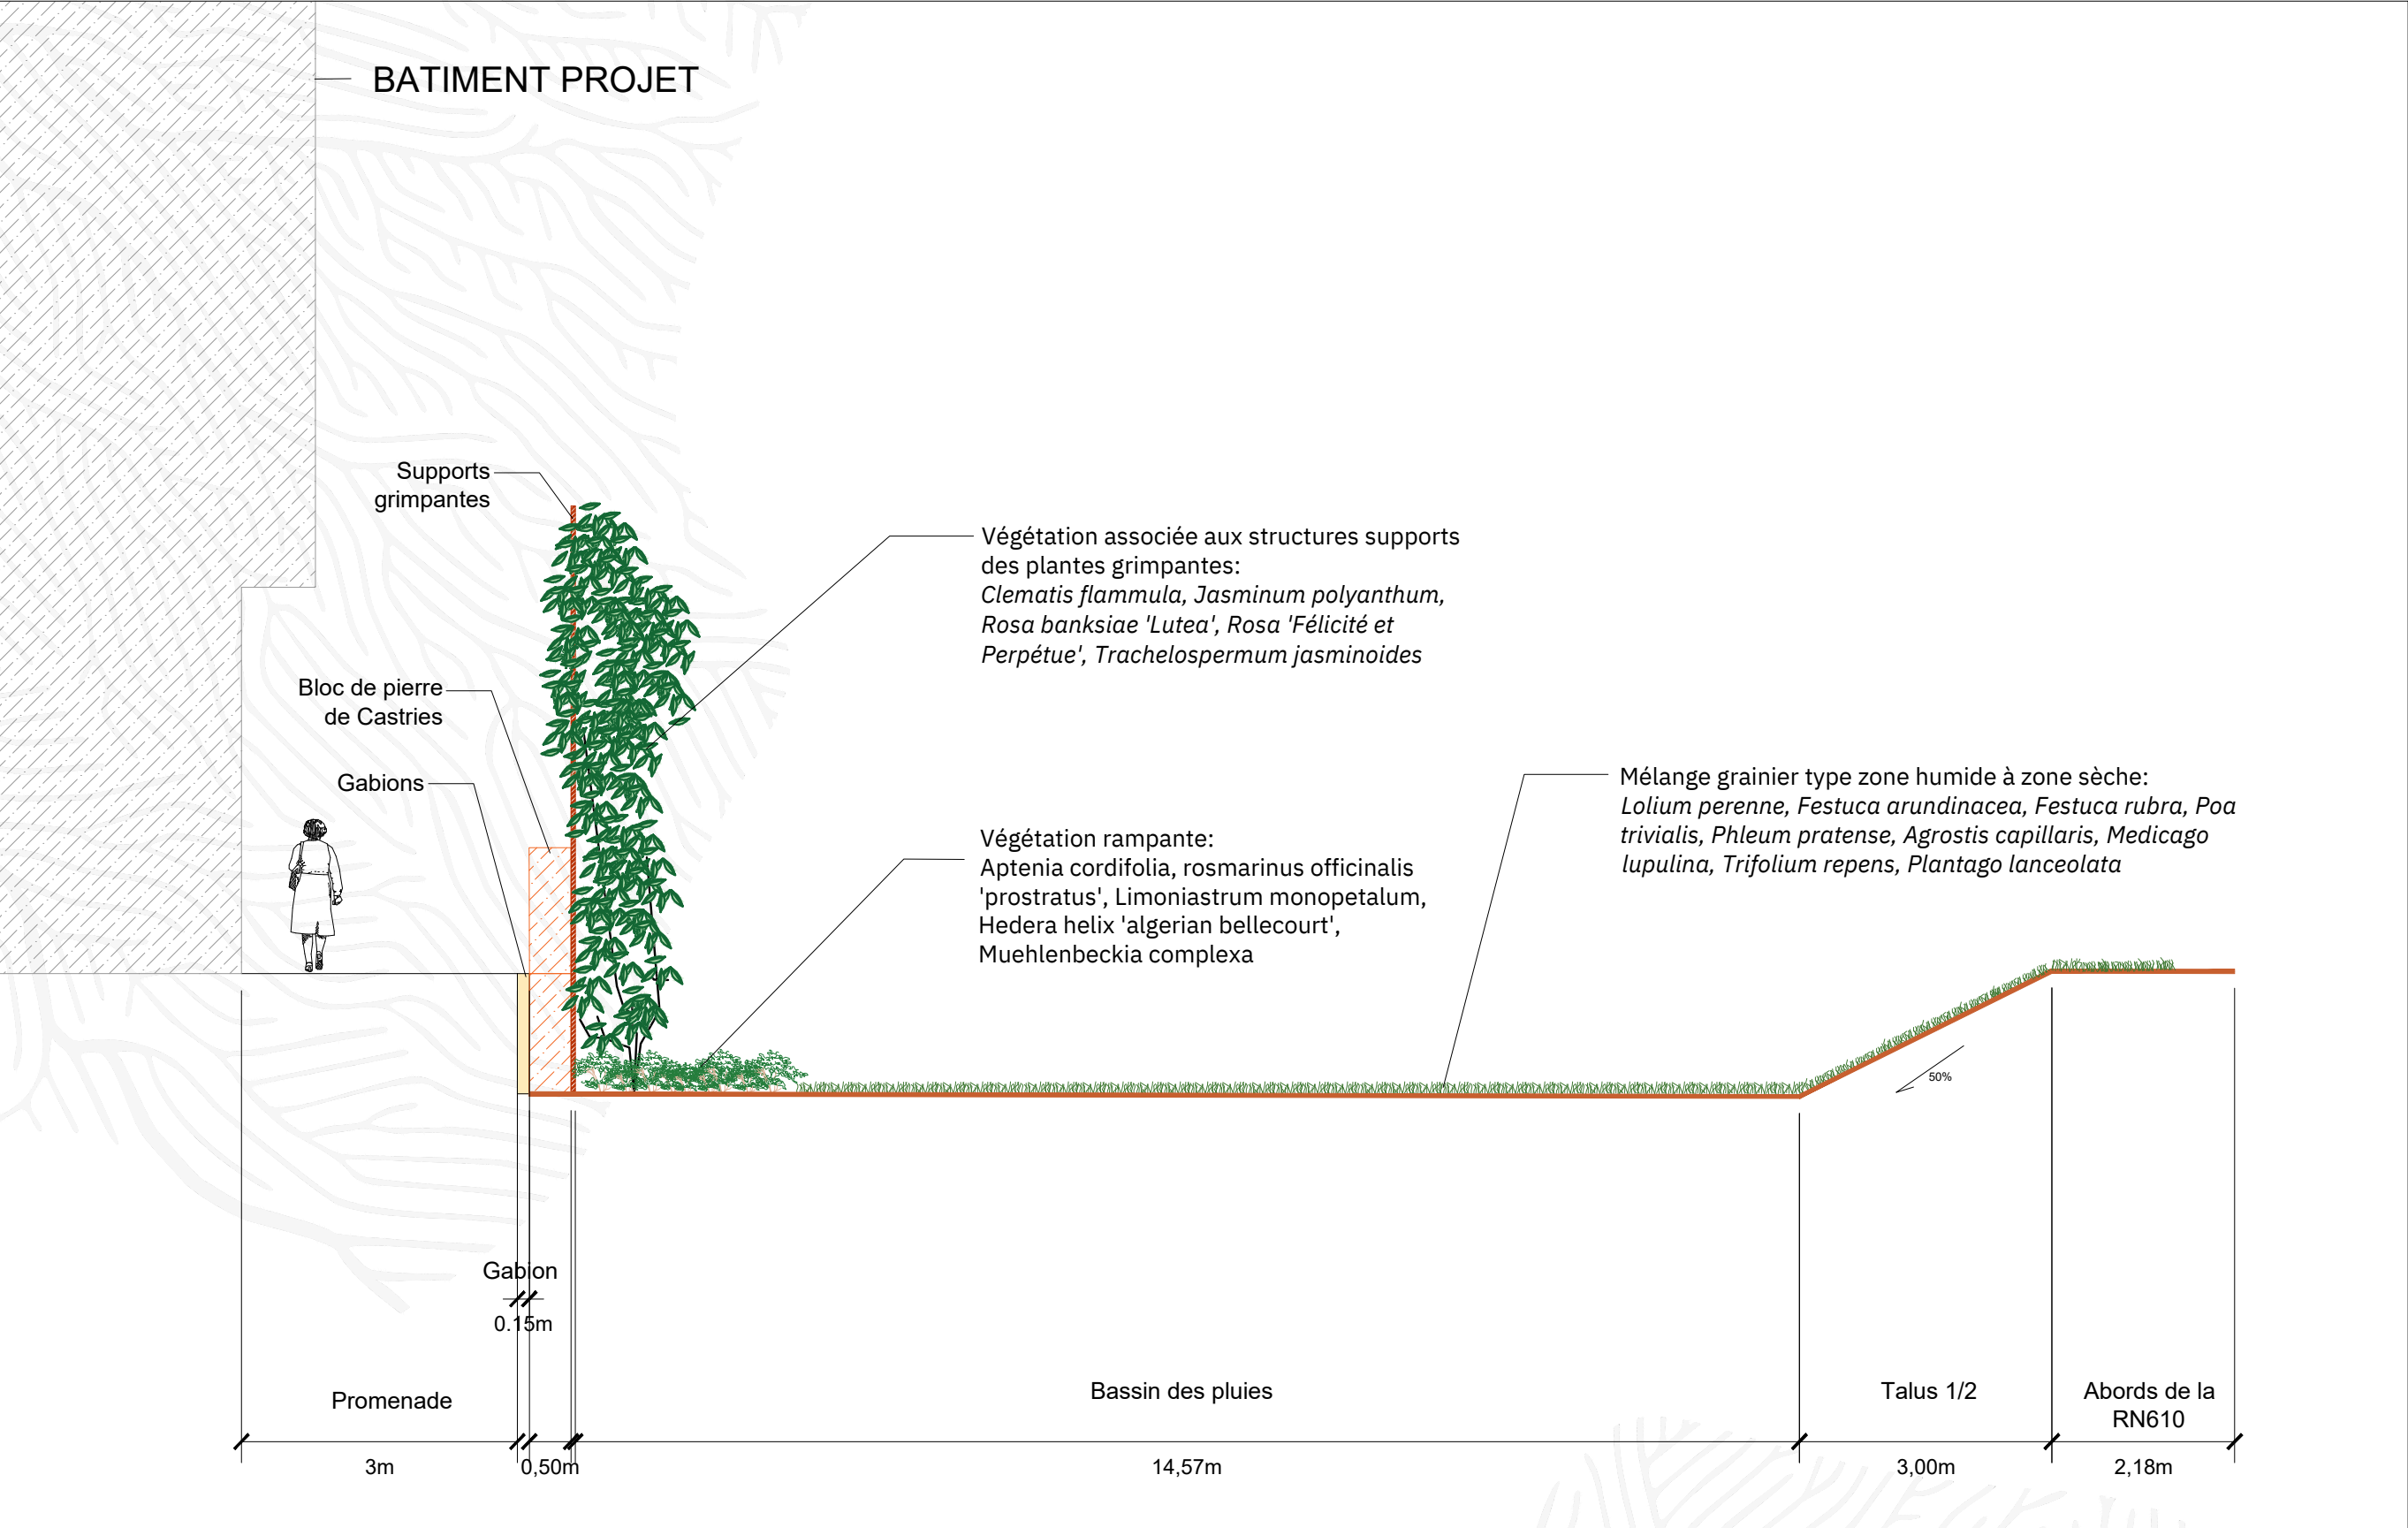 BATIMENT PROJET
Supports
grimpantes
Végétation associée aux structures supports
des plantes grimpantes:
Clematis flammula, Jasminum polyanthum,
Rosa banksiae 'Lutea', Rosa 'Félicité et
Perpétue', Trachelospermum jasminoides
Bloc de pierre
de Castries
Gabions
Mélange grainier type zone humide à zone sèche:
Lolium perenne, Festuca arundinacea, Festuca rubra, Poa
trivialis, Phleum pratense, Agrostis capillaris, Medicago
lupulina, Trifolium repens, Plantago lanceolata
Végétation rampante:
Aptenia cordifolia, rosmarinus officinalis
'prostratus', Limoniastrum monopetalum,
Hedera helix 'algerian bellecourt',
Muehlenbeckia complexa
50%
Gabion
0.15m
Promenade
Bassin des pluies
Talus 1/2
Abords de la
RN610
3m
0,50m
14,57m
3,00m
2,18m